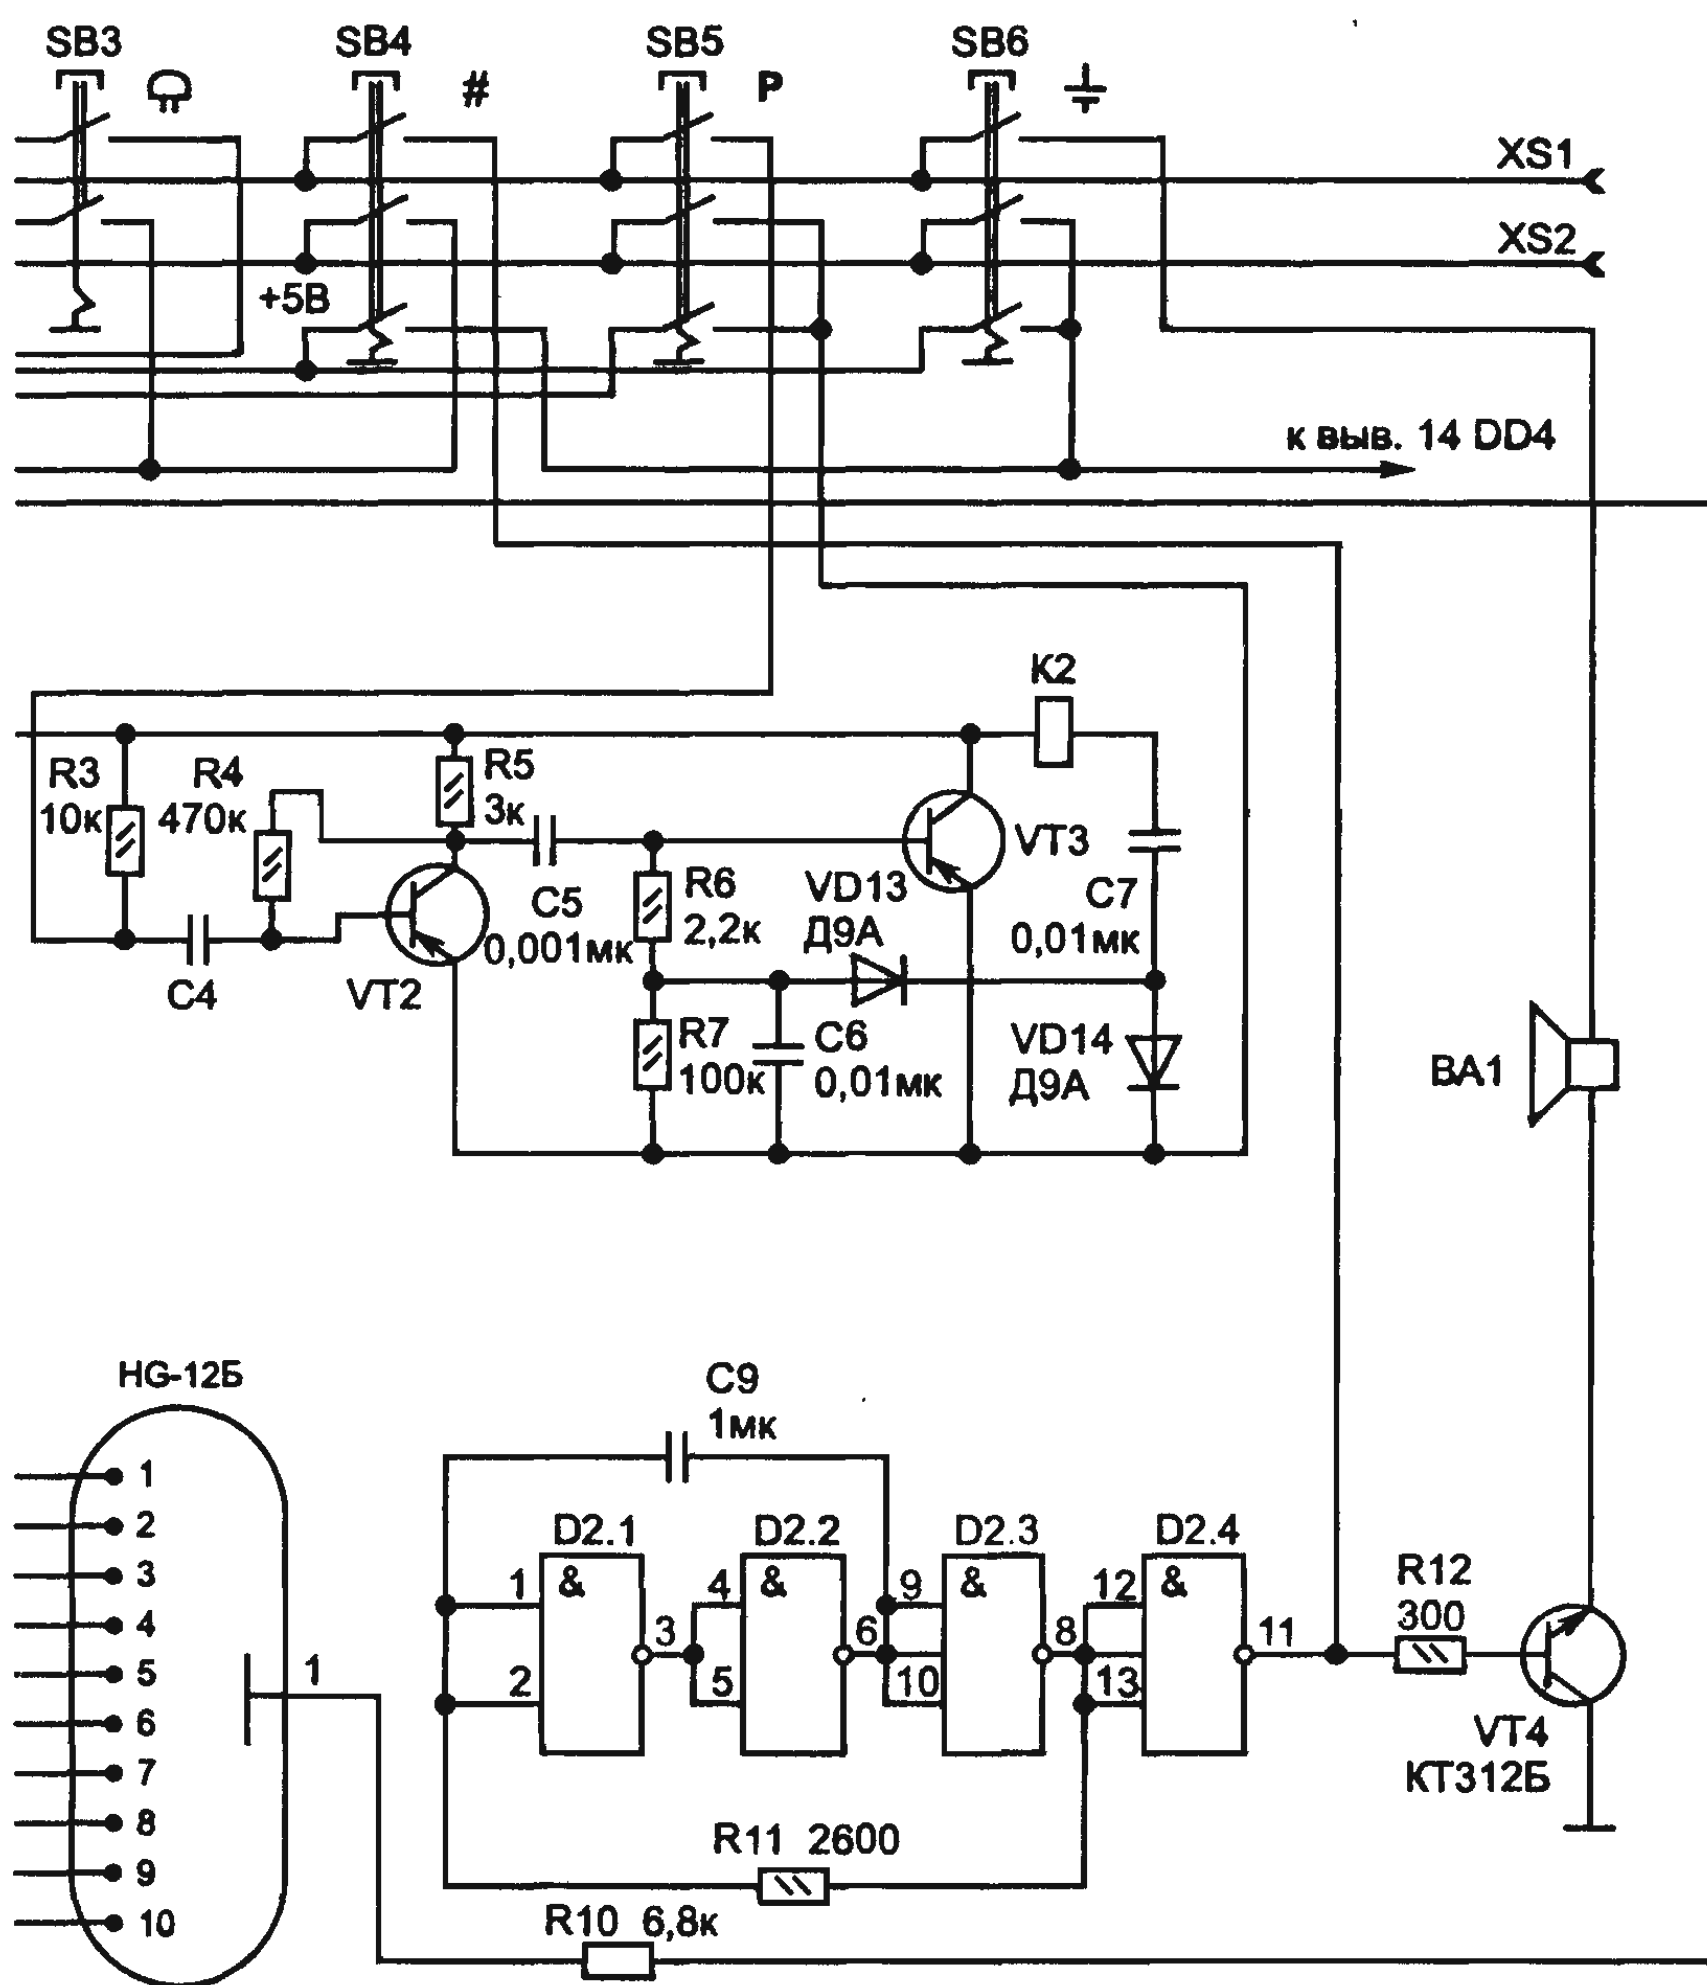 SB3 SB4 SB5 SB6
# P
XS1
XS2
+5В
к выв. 14 DD4
K2
R3
10к
R4
470к
R5
3к
VT3
C5
0,001мк
R6
2,2к
VD13
Д9А
C7
0,01мк
C4
VT2
R7
100к
C6
0,01мк
VD14
Д9А
BA1
HG-12Б
C9
1мк
1
2
3
4
5
6
7
8
9
10
1
D2.1 D2.2 D2.3 D2.4
& & & &
1 4 9 12
3 6 8 11
2 5 10 13
R12
300
VT4
КТ312Б
R11 2600
R10 6,8к